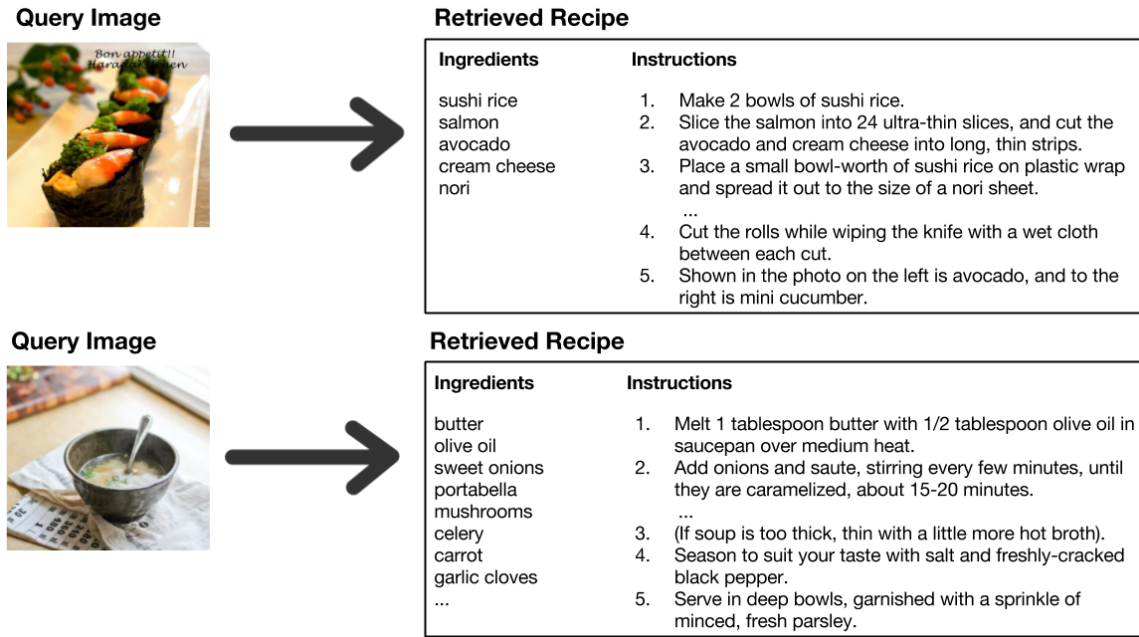 Query Image
Retrieved Recipe
Bon appetit!!
Ingredients
Instructions
sushi rice
salmon
avocado
cream cheese
nori
1. Make 2 bowls of sushi rice.
2. Slice the salmon into 24 ultra-thin slices, and cut the
avocado and cream cheese into long, thin strips.
3. Place a small bowl-worth of sushi rice on plastic wrap
and spread it out to the size of a nori sheet.
...
4. Cut the rolls while wiping the knife with a wet cloth
between each cut.
5. Shown in the photo on the left is avocado, and to the
right is mini cucumber.
Query Image
Retrieved Recipe
Ingredients
Instructions
butter
olive oil
sweet onions
portabella
mushrooms
celery
carrot
garlic cloves
...
1. Melt 1 tablespoon butter with 1/2 tablespoon olive oil in
saucepan over medium heat.
2. Add onions and saute, stirring every few minutes, until
they are caramelized, about 15-20 minutes.
...
3. (If soup is too thick, thin with a little more hot broth).
4. Season to suit your taste with salt and freshly-cracked
black pepper.
5. Serve in deep bowls, garnished with a sprinkle of
minced, fresh parsley.